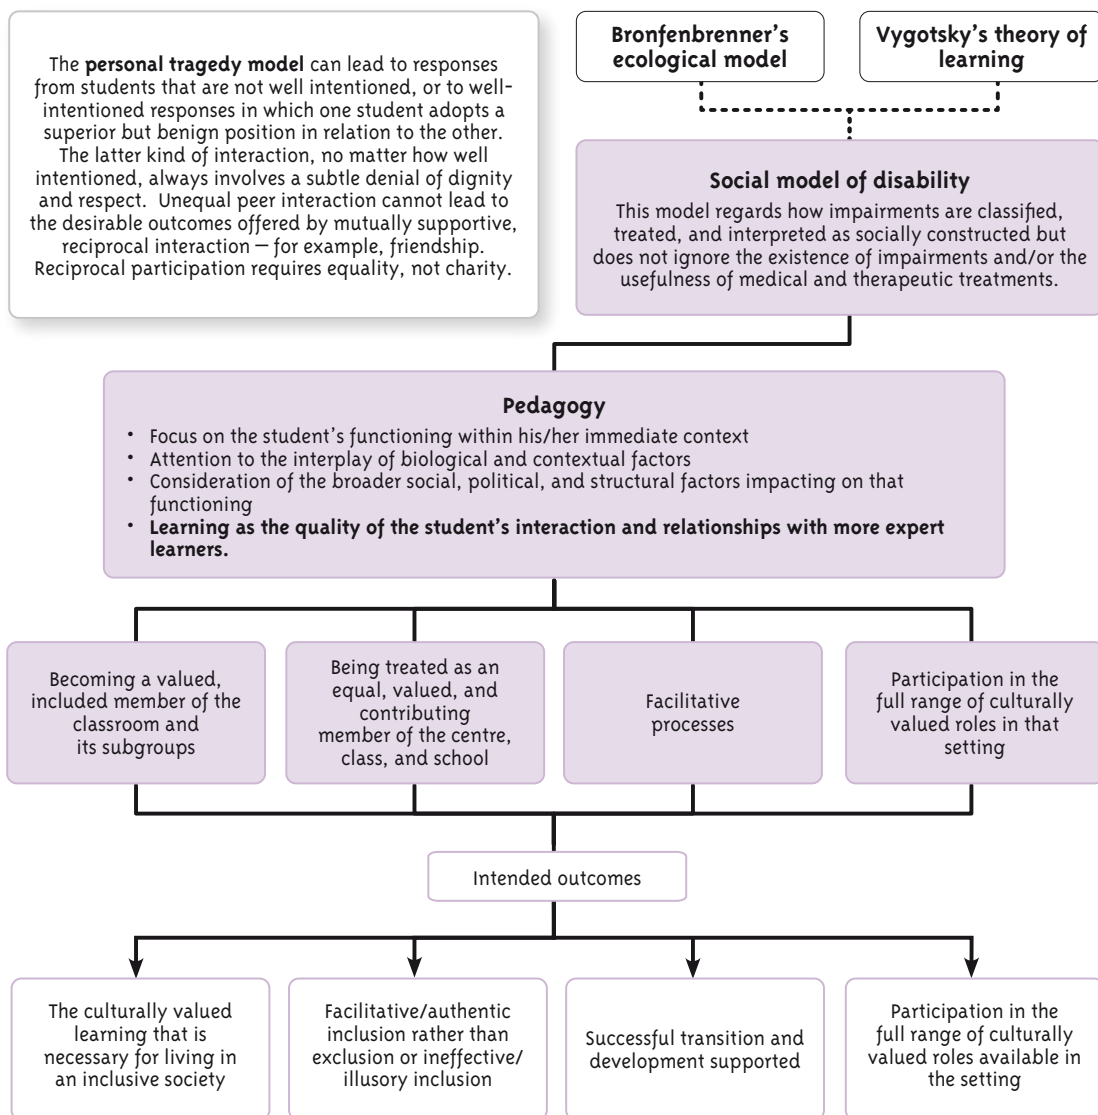 The personal tragedy model can lead to responses
from students that are not well intentioned, or to well-
intentioned responses in which one student adopts a
superior but benign position in relation to the other.
The latter kind of interaction, no matter how well
intentioned, always involves a subtle denial of dignity
and respect.  Unequal peer interaction cannot lead to
the desirable outcomes offered by mutually supportive,
reciprocal interaction – for example, friendship.
Reciprocal participation requires equality, not charity.
Bronfenbrenner’s
ecological model
Vygotsky’s theory of
learning
Social model of disability
This model regards how impairments are classified,
treated, and interpreted as socially constructed but
does not ignore the existence of impairments and/or the
usefulness of medical and therapeutic treatments.
Pedagogy
• Focus on the student’s functioning within his/her immediate context
• Attention to the interplay of biological and contextual factors
• Consideration of the broader social, political, and structural factors impacting on that
functioning
• Learning as the quality of the student’s interaction and relationships with more expert
learners.
Becoming a valued,
included member of the
classroom and
its subgroups
Being treated as an
equal, valued, and
contributing
member of the centre,
class, and school
Facilitative
processes
Participation in the
full range of culturally
valued roles in that
setting
Intended outcomes
The culturally valued
learning that is
necessary for living in
an inclusive society
Facilitative/authentic
inclusion rather than
exclusion or ineffective/
illusory inclusion
Successful transition and
development supported
Participation in the
full range of culturally
valued roles available in
the setting